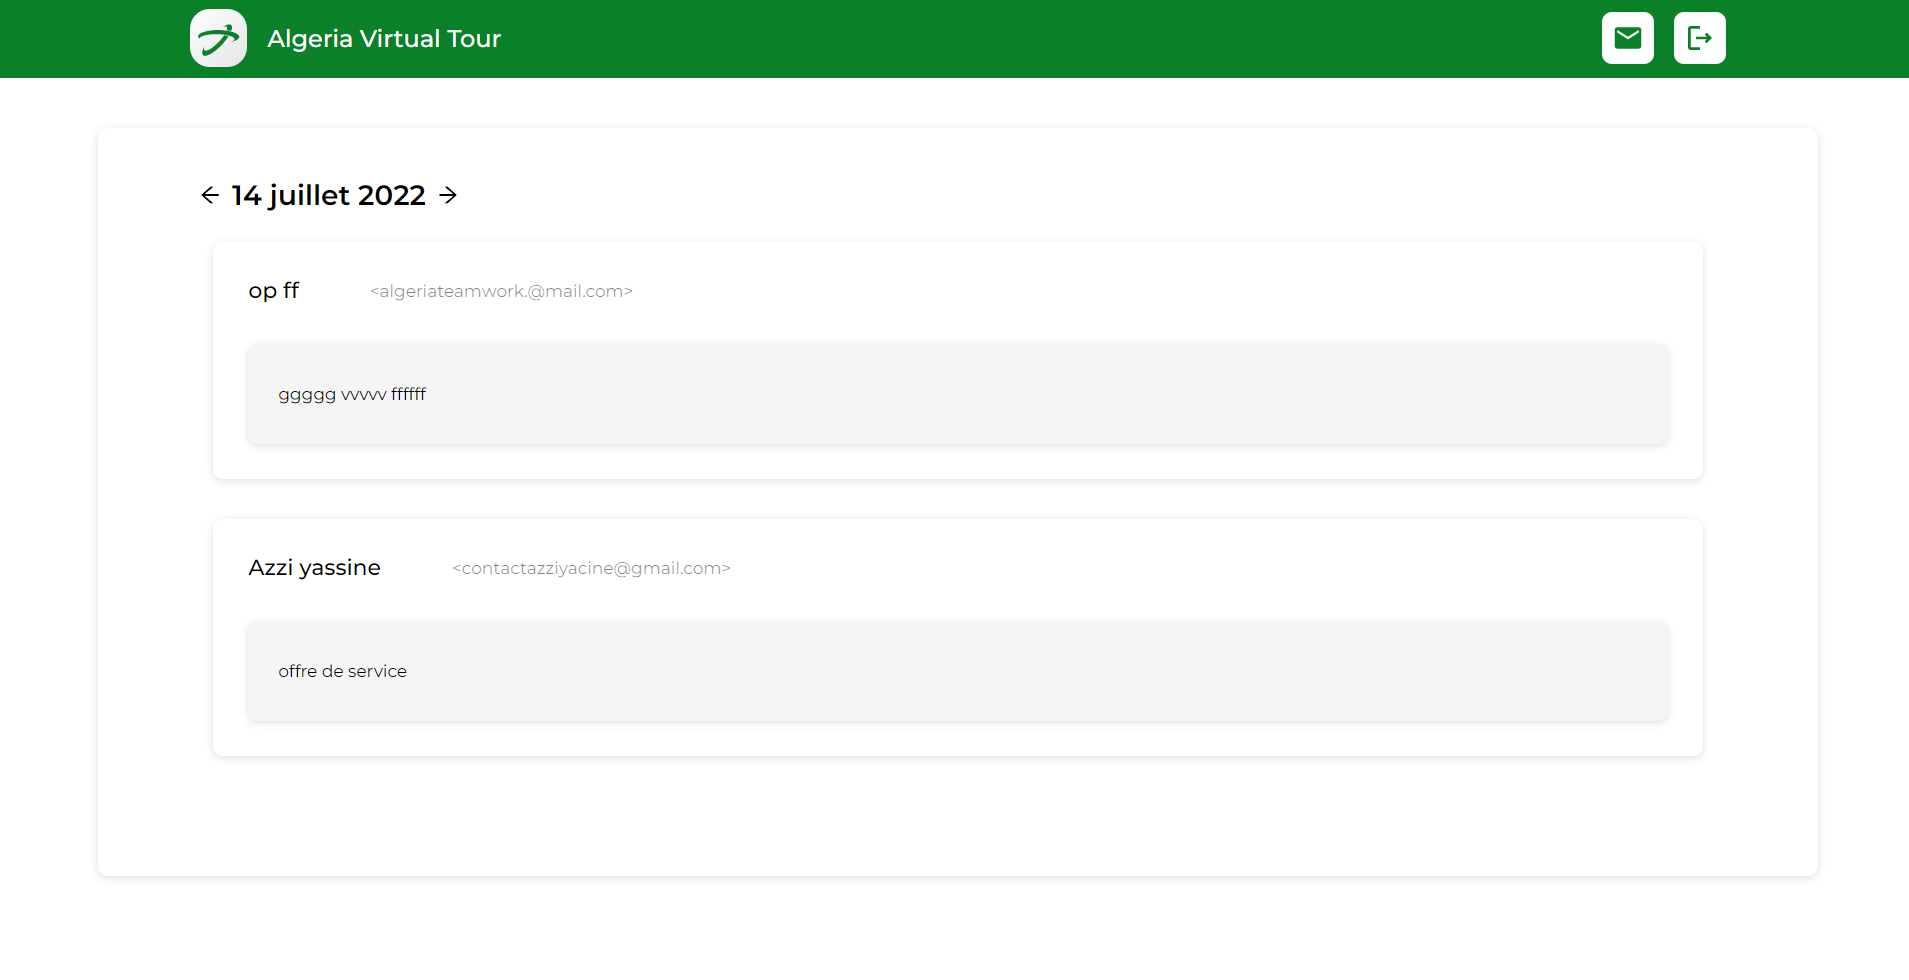 Algeria Virtual Tour
14 juillet 2022
op ff <algeriateamwork.@mail.com>
ggggg vvvvv ffffff
Azzi yassine <contactazziyacine@gmail.com>
offre de service